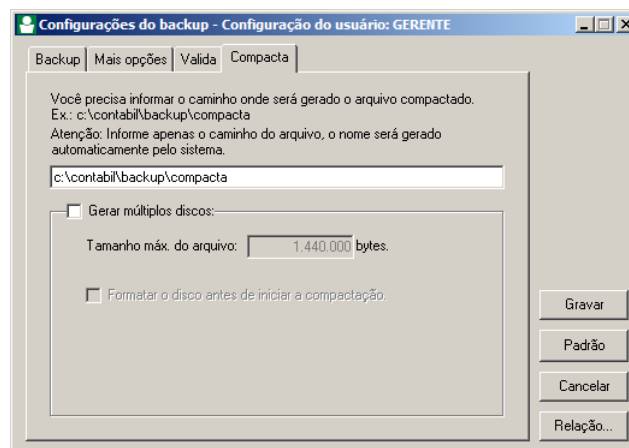 Configurações do backup - Configuração do usuário: GERENTE
Backup Mais opções Valida Compacta
Você precisa informar o caminho onde será gerado o arquivo compactado.
Ex.: c:\contabil\backup\compacta
Atenção: Informe apenas o caminho do arquivo, o nome será gerado
automaticamente pelo sistema.
c:\contabil\backup\compacta
Gerar múltiplos discos:
Tamanho máx. do arquivo: 1.440.000 bytes.
Formatar o disco antes de iniciar a compactação.
Gravar
Padrão
Cancelar
Relação...